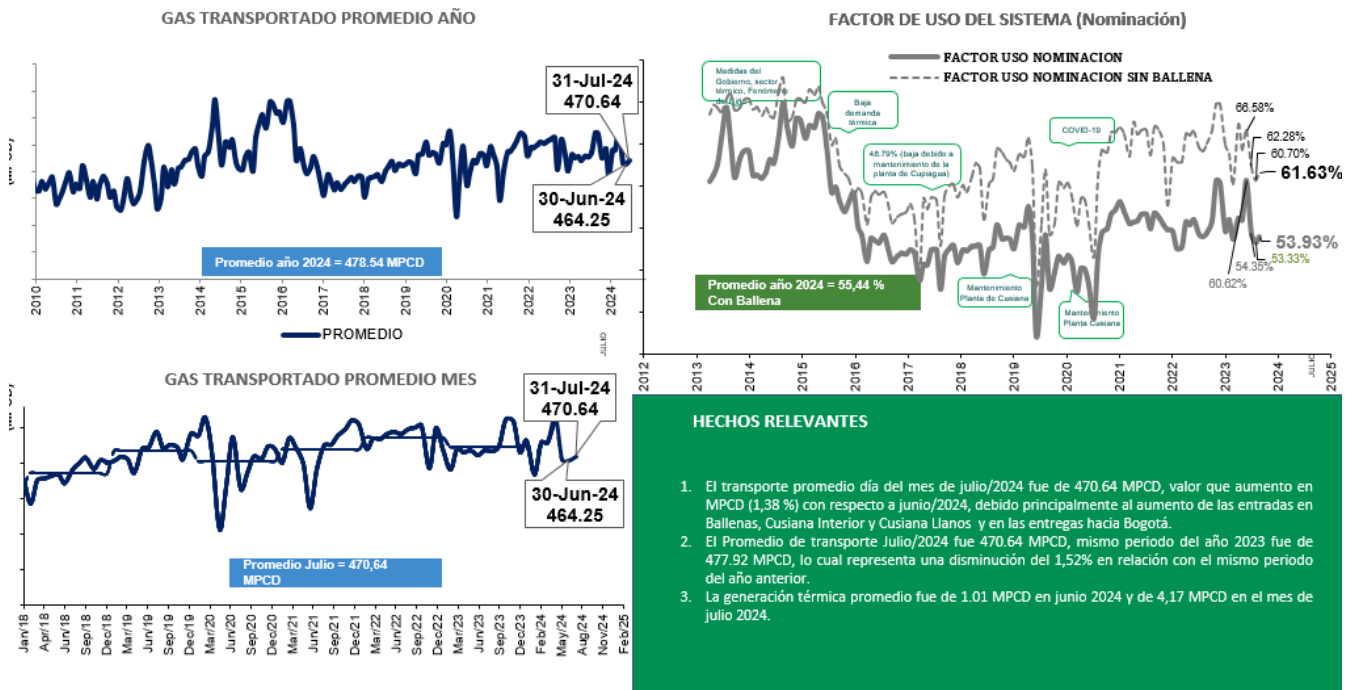 GAS TRANSPORTADO PROMEDIO AÑO
31-Jul-24
470.64
30-Jun-24
464.25
Promedio año 2024 = 478.54 MPCD
2010
2011
2012
2013
2014
2015
2016
2017
2018
2019
2020
2021
2022
2023
2024
JULIO
PROMEDIO
FACTOR DE USO DEL SISTEMA (Nominación)
FACTOR USO NOMINACION
FACTOR USO NOMINACION SIN BALLENA
Medidas del
Gobierno, sector
térmico, Fenómeno
Baja
demanda
térmica
48.79% (baja debido a
mantenimiento de la
planta de Cupiagua)
COVID-19
66.58%
62.28%
60.70%
61.63%
53.93%
53.33%
54.35%
60.62%
Mantenimiento
Planta de Cusiana
Mantenimiento
Planta Cusiana
Promedio año 2024 = 55,44 %
Con Ballena
2012
2013
2014
2015
2016
2017
2018
2019
2020
2021
2022
2023
2024
JULIO
2025
GAS TRANSPORTADO PROMEDIO MES
31-Jul-24
470.64
30-Jun-24
464.25
Promedio Julio = 470,64
MPCD
Jan/18
Apr/18
Jun/18
Sep/18
Dec/18
Mar/19
Jun/19
Sep/19
Dec/19
Mar/20
Jun/20
Sep/20
Dec/20
Mar/21
Jun/21
Sep/21
Dec/21
Mar/22
Jun/22
Sep/22
Dec/22
Mar/23
Jun/23
Sep/23
Dec/23
Feb/24
May/24
Aug/24
Nov/24
Feb/25
HECHOS RELEVANTES
1. El transporte promedio día del mes de julio/2024 fue de 470.64 MPCD, valor que aumento en
MPCD (1,38 %) con respecto a junio/2024, debido principalmente al aumento de las entradas en
Ballenas, Cusiana Interior y Cusiana Llanos y en las entregas hacia Bogotá.
2. El Promedio de transporte Julio/2024 fue 470.64 MPCD, mismo periodo del año 2023 fue de
477.92 MPCD, lo cual representa una disminución del 1,52% en relación con el mismo periodo
del año anterior.
3. La generación térmica promedio fue de 1.01 MPCD en junio 2024 y de 4,17 MPCD en el mes de
julio 2024.